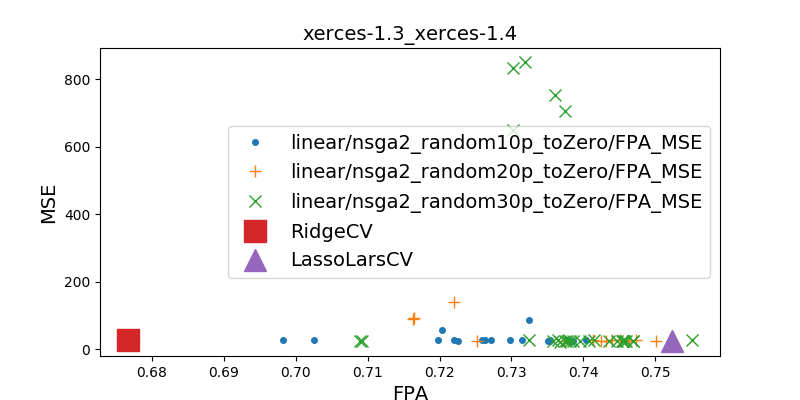 xerces-1.3_xerces-1.4
MSE
800
600
400
200
0
linear/nsga2_random10p_toZero/FPA_MSE
linear/nsga2_random20p_toZero/FPA_MSE
linear/nsga2_random30p_toZero/FPA_MSE
RidgeCV
LassoLarsCV
0.68 0.69 0.70 0.71 0.72 0.73 0.74 0.75
FPA